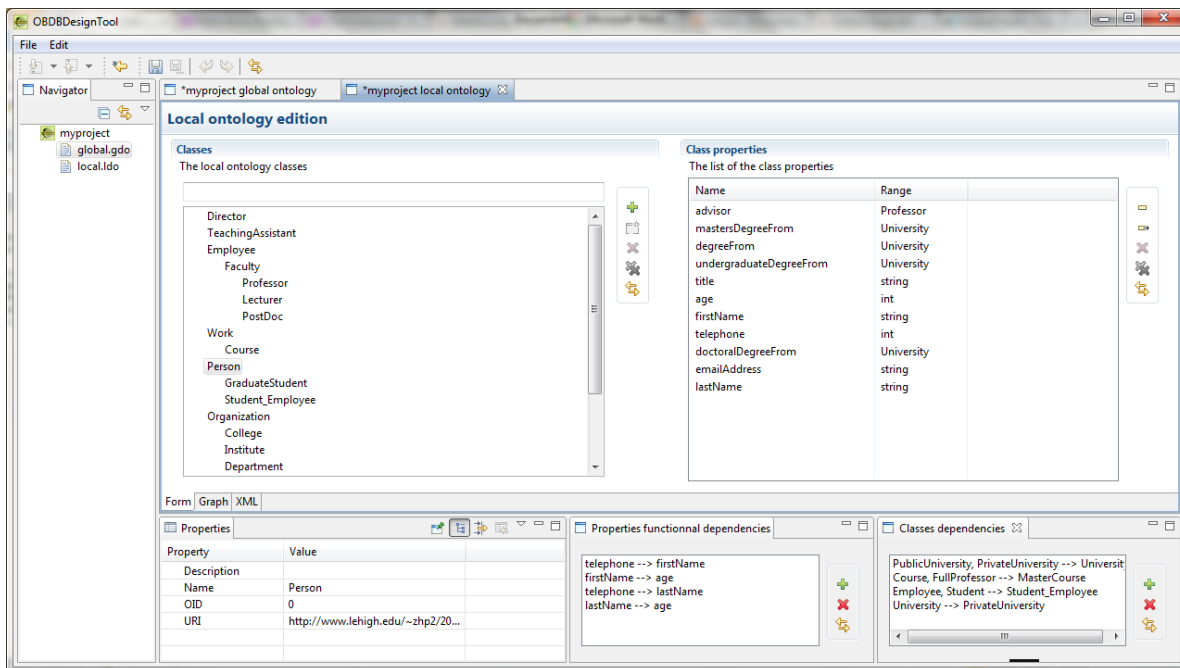 OBDBDesignTool
File Edit
Navigator
*myproject global ontology
*myproject local ontology
myproject
global.gdo
local.ldo
Local ontology edition
Classes
The local ontology classes
Director
TeachingAssistant
Employee
Faculty
Professor
Lecturer
PostDoc
Work
Course
Person
GraduateStudent
Student_Employee
Organization
College
Institute
Department
Class properties
The list of the class properties
Name Range
advisor Professor
mastersDegreeFrom University
degreeFrom University
undergraduateDegreeFrom University
title string
age int
firstName string
telephone int
doctoralDegreeFrom University
emailAddress string
lastName string
Form Graph XML
Properties
Property Value
Description
Name Person
OID 0
URI http://www.lehigh.edu/~zhp2/20...
Properties functionnal dependencies
telephone --> firstName
firstName --> age
telephone --> lastName
lastName --> age
Classes dependencies
PublicUniversity, PrivateUniversity --> Universit
Course, FullProfessor --> MasterCourse
Employee, Student --> Student_Employee
University --> PrivateUniversity